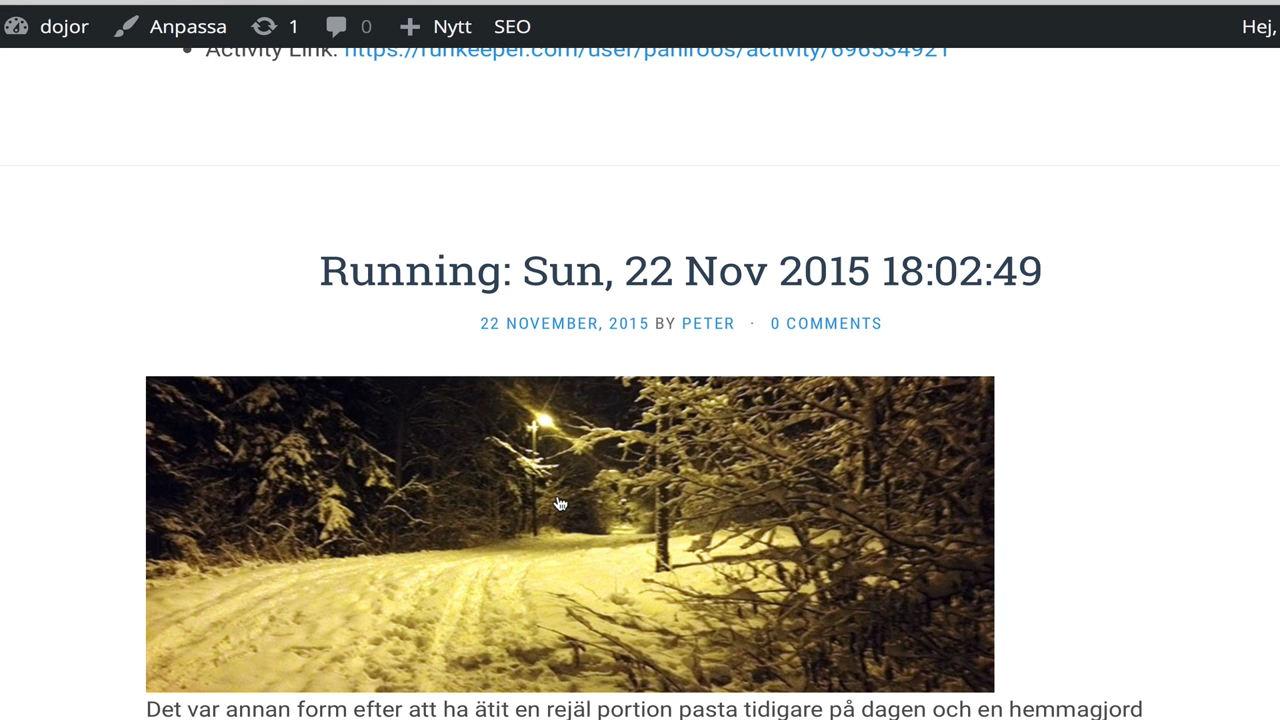 dojor Anpassa 1 0 Nytt SEO Hej,
Activity Link: https://runkeeper.com/user/pahlroos/activity/696534921
Running: Sun, 22 Nov 2015 18:02:49
22 NOVEMBER, 2015 BY PETER · 0 COMMENTS
Det var annan form efter att ha ätit en rejäl portion pasta tidigare på dagen och en hemmagjord